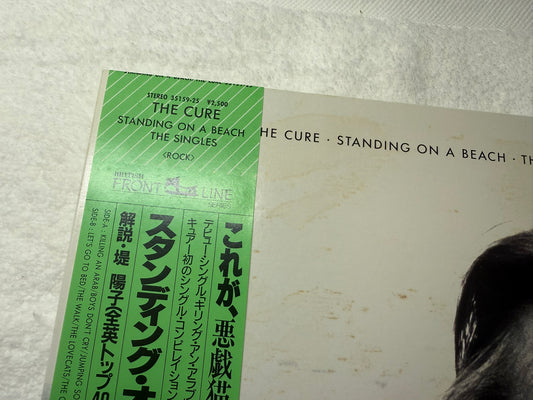 STEREO 35159-25 ¥2,500
THE CURE
STANDING ON A BEACH
THE SINGLES
〈ROCK〉
FRONT LINE
SERIES
HE CURE · STANDING ON A BEACH ·
これが、悪戯猫
デビュー・シングル「キリング・アン・アラブ
キュアー初のシングル・コンピレイション
スタンディング・オ
解説・堤 陽子〈全英トップ40
SIDE-A : KILLING AN ARAB/BOYS DON'T CRY/JUMPING SO
SIDE-B : LET'S GO TO BED/THE WALK/THE LOVECATS/THE C